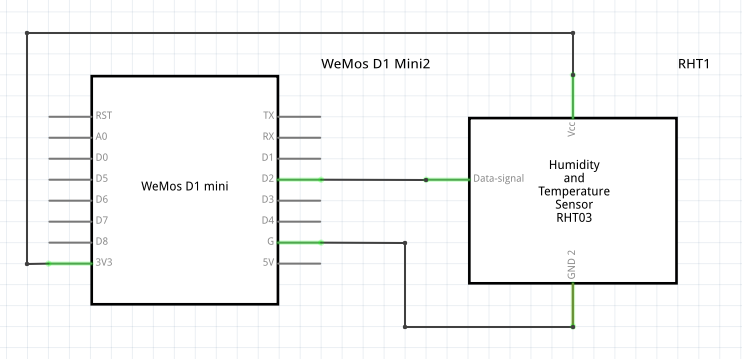 WeMos D1 Mini2
RHT1
RST
A0
D0
D5
D6
D7
D8
3V3
WeMos D1 mini
TX
RX
D1
D2
D3
D4
G
5V
Vcc
Data-signal
Humidity
and
Temperature
Sensor
RHT03
GND 2